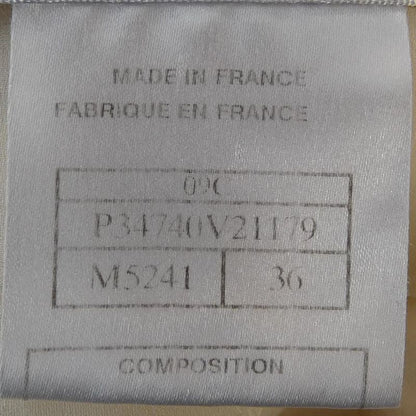 MADE IN FRANCE
FABRIQUE EN FRANCE
09C
P34740V21179
M5241 36
COMPOSITION